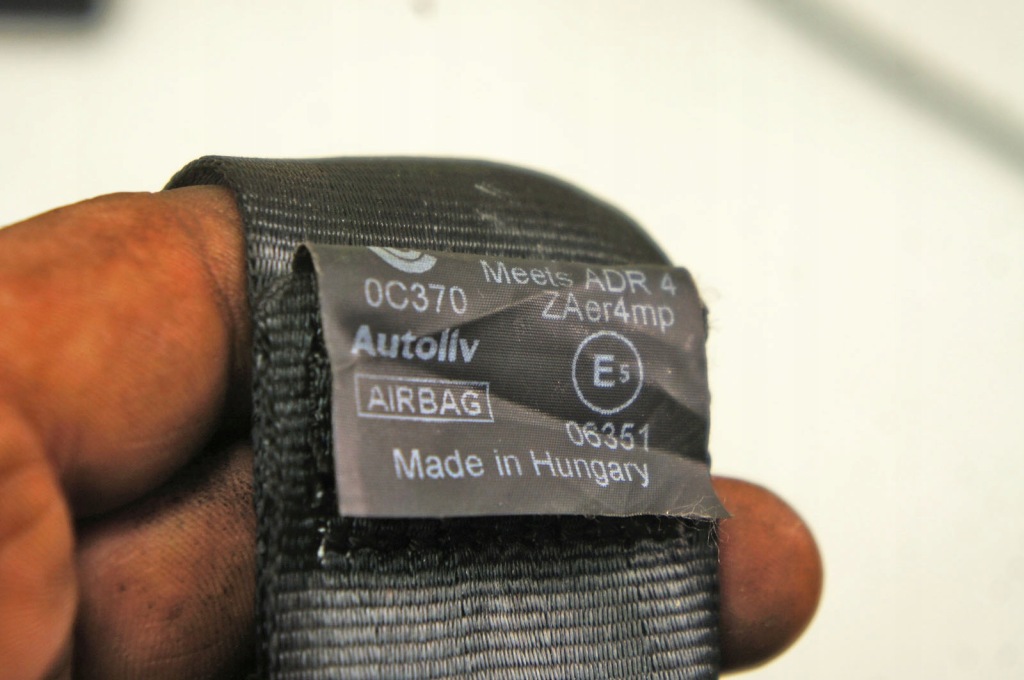 Meets ADR 4
0C370 ZAer4mp
Autoliv
E5
AIRBAG
06351
Made in Hungary